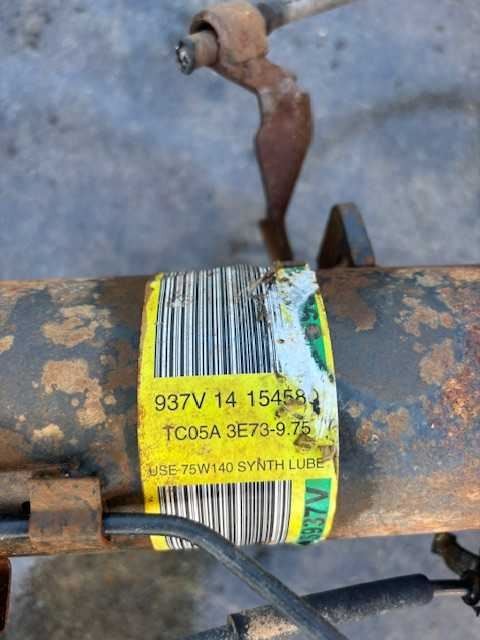 937V 14 15458
TC05A 3E73-9.75
USE-75W140 SYNTH LUBE
937V